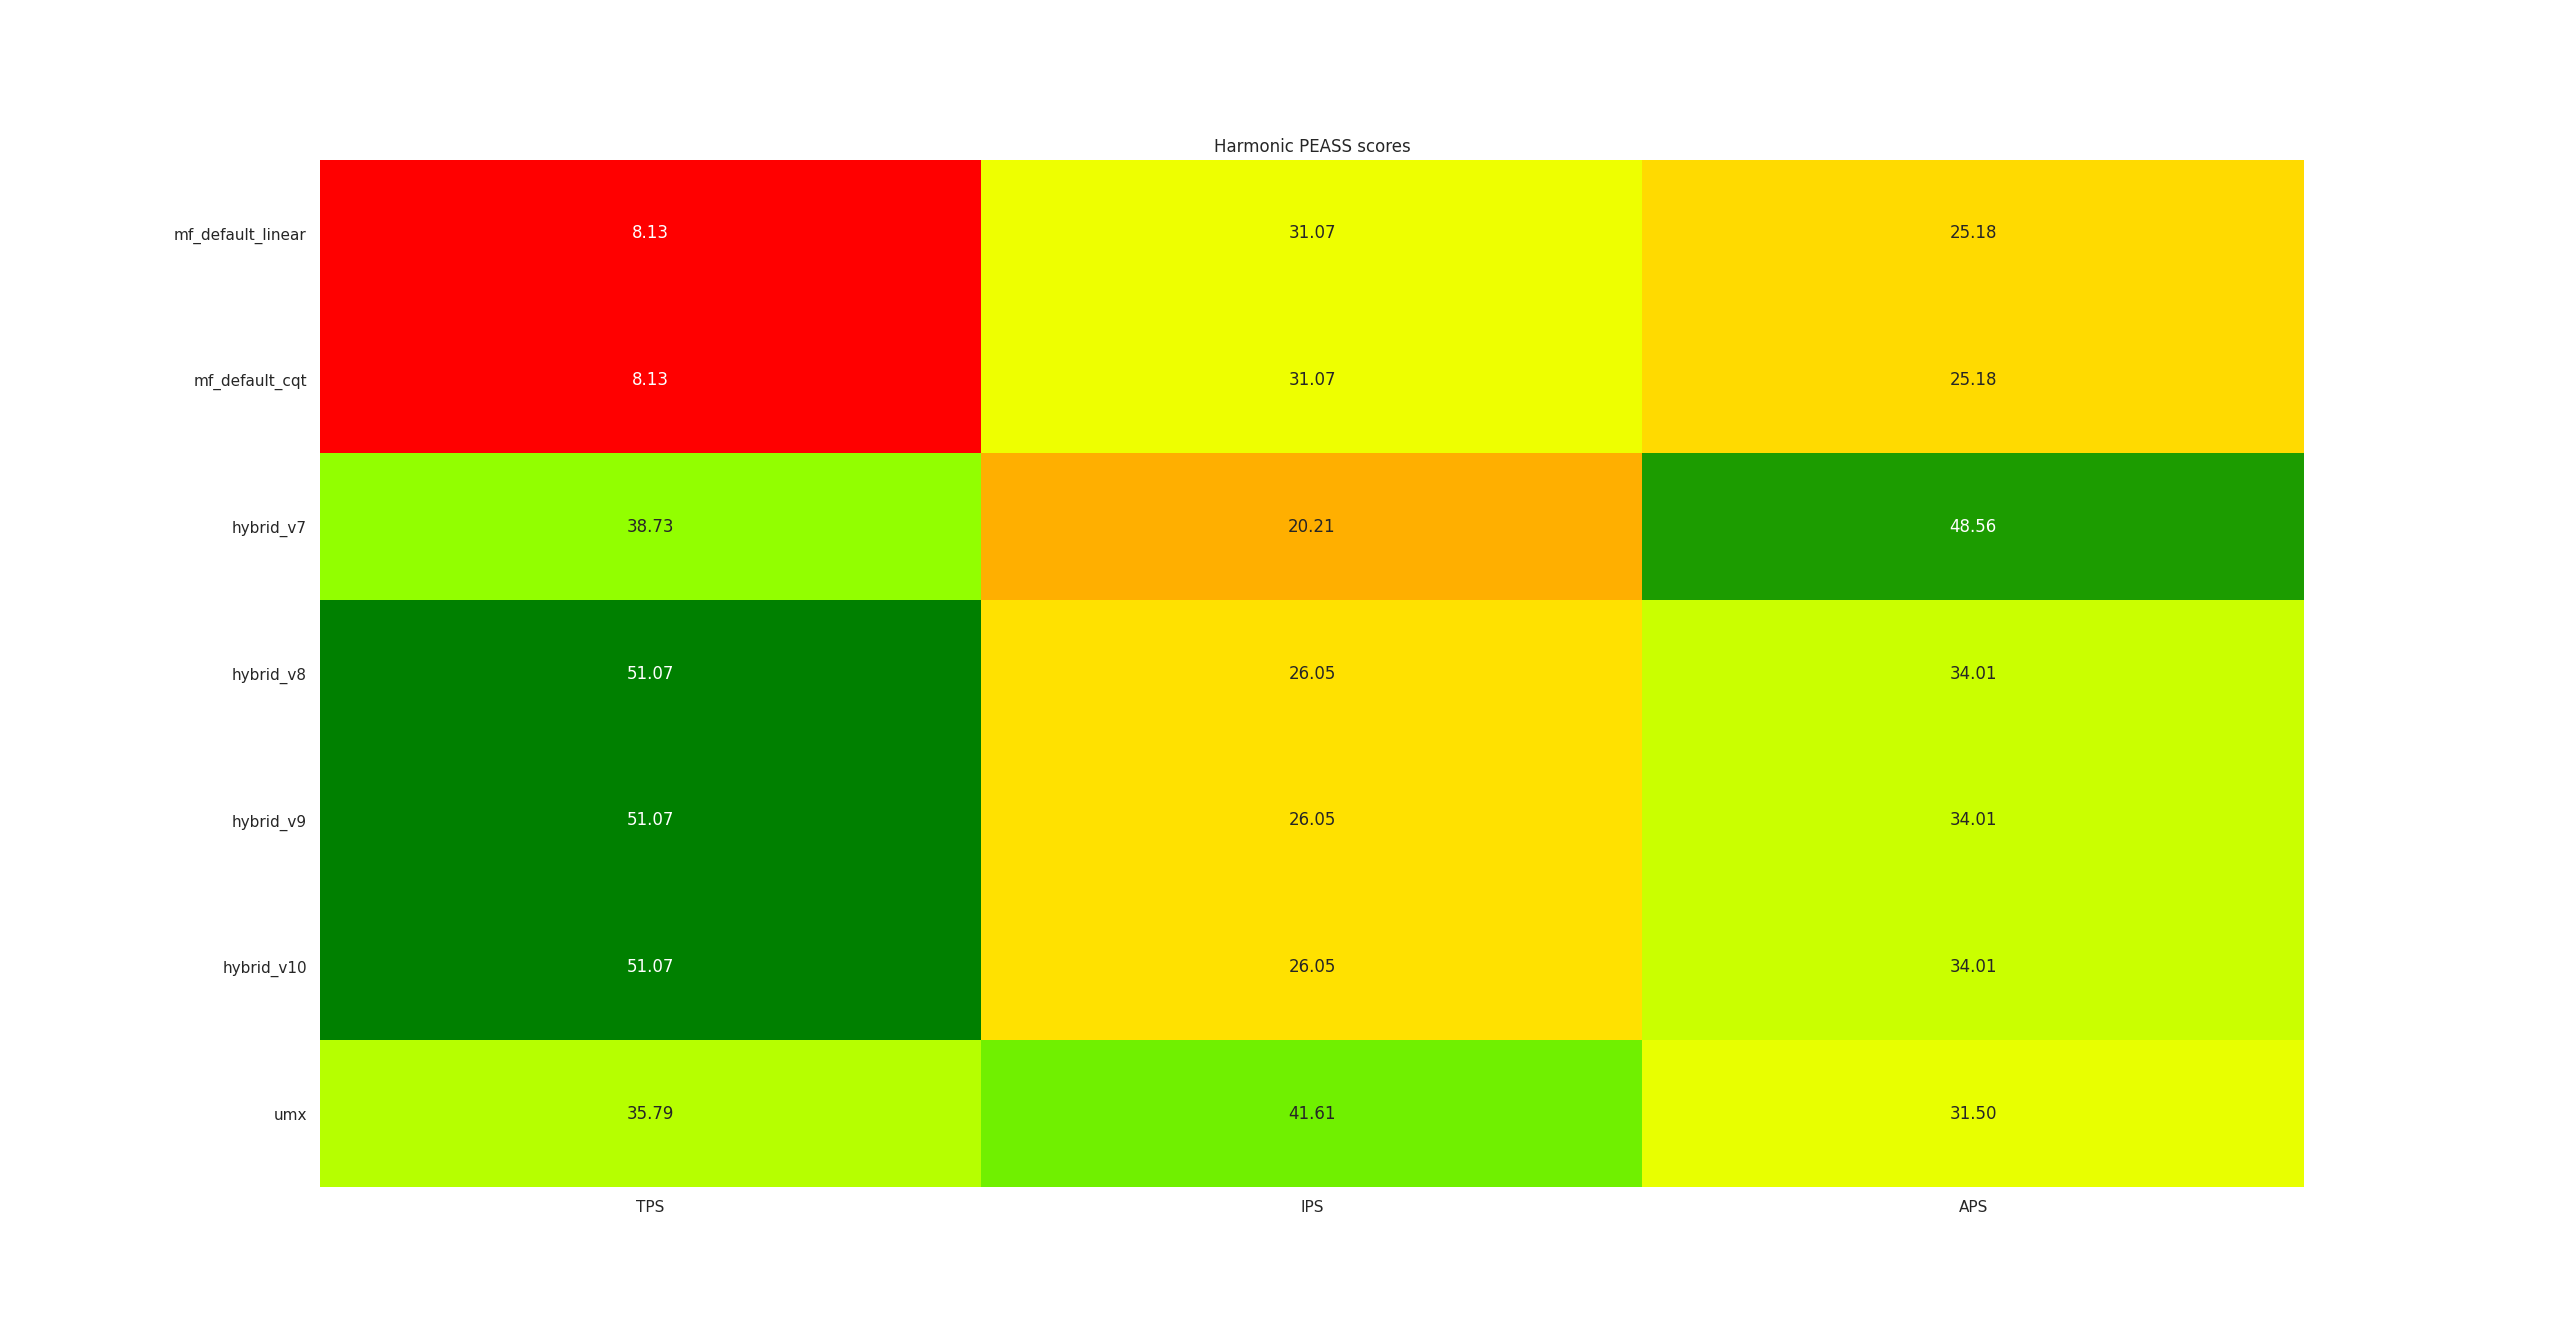 Harmonic PEASS scores
mf_default_linear 8.13 31.07 25.18
mf_default_cqt 8.13 31.07 25.18
hybrid_v7 38.73 20.21 48.56
hybrid_v8 51.07 26.05 34.01
hybrid_v9 51.07 26.05 34.01
hybrid_v10 51.07 26.05 34.01
umx 35.79 41.61 31.50
TPS IPS APS